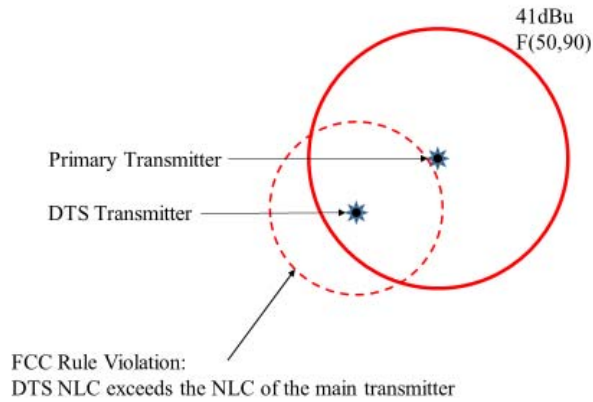 41dBu
F(50,90)
Primary Transmitter
DTS Transmitter
FCC Rule Violation:
DTS NLC exceeds the NLC of the main transmitter